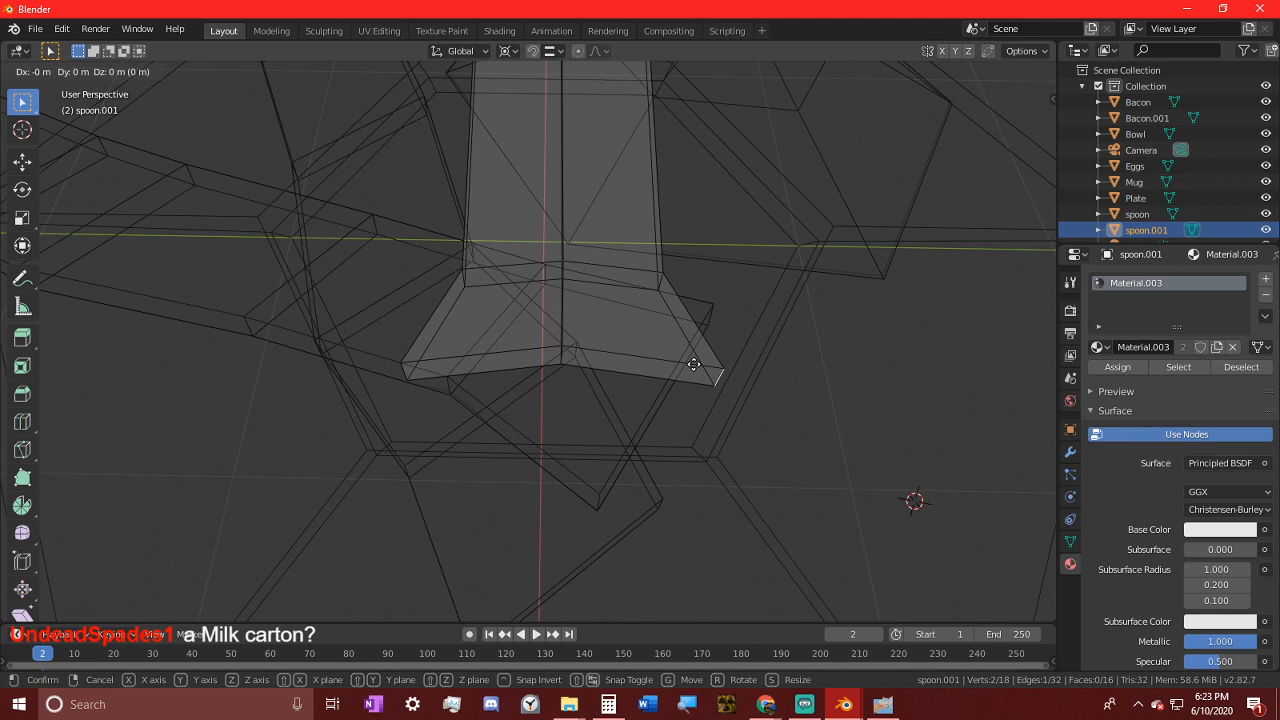 Blender
File Edit Render Window Help Layout Modeling Sculpting UV Editing Texture Paint Shading Animation Rendering Compositing Scripting + Scene View Layer
Global X Y Z Options
Dx: -0 m Dy: 0 m Dz: 0 m (0 m)
User Perspective
(2) spoon.001
Scene Collection
Collection
Bacon
Bacon.001
Bowl
Camera
Eggs
Mug
Plate
spoon
spoon.001
spoon.001 Material.003
Material.003
Material.003 2
Assign Select Deselect
Preview
Surface
Use Nodes
Surface Principled BSDF
GGX
Christensen-Burley
Base Color
Subsurface 0.000
Subsurface Radius 1.000
0.200
0.100
Subsurface Color
Metallic 1.000
Specular 0.500
UndeadSpades1 a Milk carton?
Playback Keying View 2 Start 1 End 250
2 10 20 30 40 50 60 70 80 90 100 110 120 130 140 150 160 170 180 190 200 210 220 230 240 250
Confirm Cancel X X axis Y Y axis Z Z axis X X plane Y Y plane Z Z plane Snap Invert Snap Toggle G Move R Rotate S Resize spoon.001 | Verts:2/18 | Edges:1/32 | Faces:0/16 | Tris:32 | Mem: 58.6 MiB | v2.82.7
Search
6:23 PM
6/10/2020